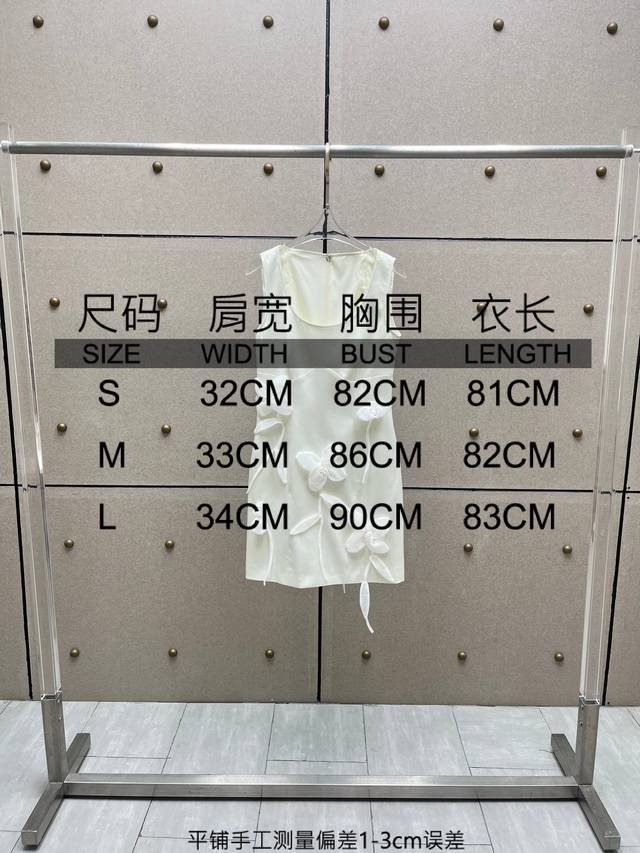 尺码 肩宽 胸围 衣长
SIZE WIDTH BUST LENGTH
S 32CM 82CM 81CM
M 33CM 86CM 82CM
L 34CM 90CM 83CM
平铺手工测量偏差1-3cm误差